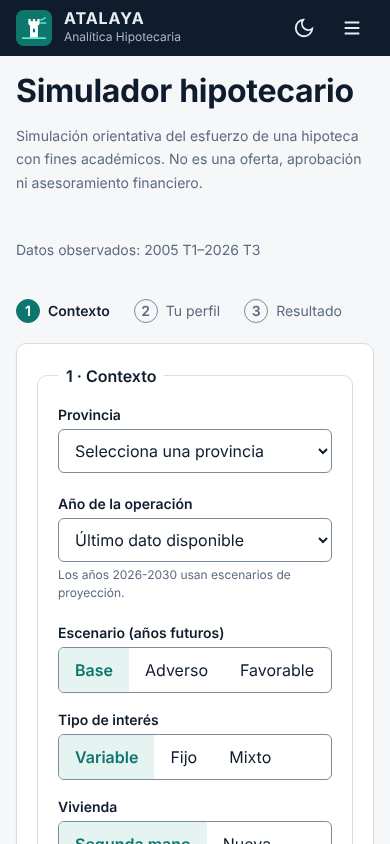 ATALAYA
Analítica Hipotecaria
Simulador hipotecario
Simulación orientativa del esfuerzo de una hipoteca
con fines académicos. No es una oferta, aprobación
ni asesoramiento financiero.
Datos observados: 2005 T1–2026 T3
1 Contexto 2 Tu perfil 3 Resultado
1 · Contexto
Provincia
Selecciona una provincia
Año de la operación
Último dato disponible
Los años 2026-2030 usan escenarios de
proyección.
Escenario (años futuros)
Base Adverso Favorable
Tipo de interés
Variable Fijo Mixto
Vivienda
Segunda mano Nueva